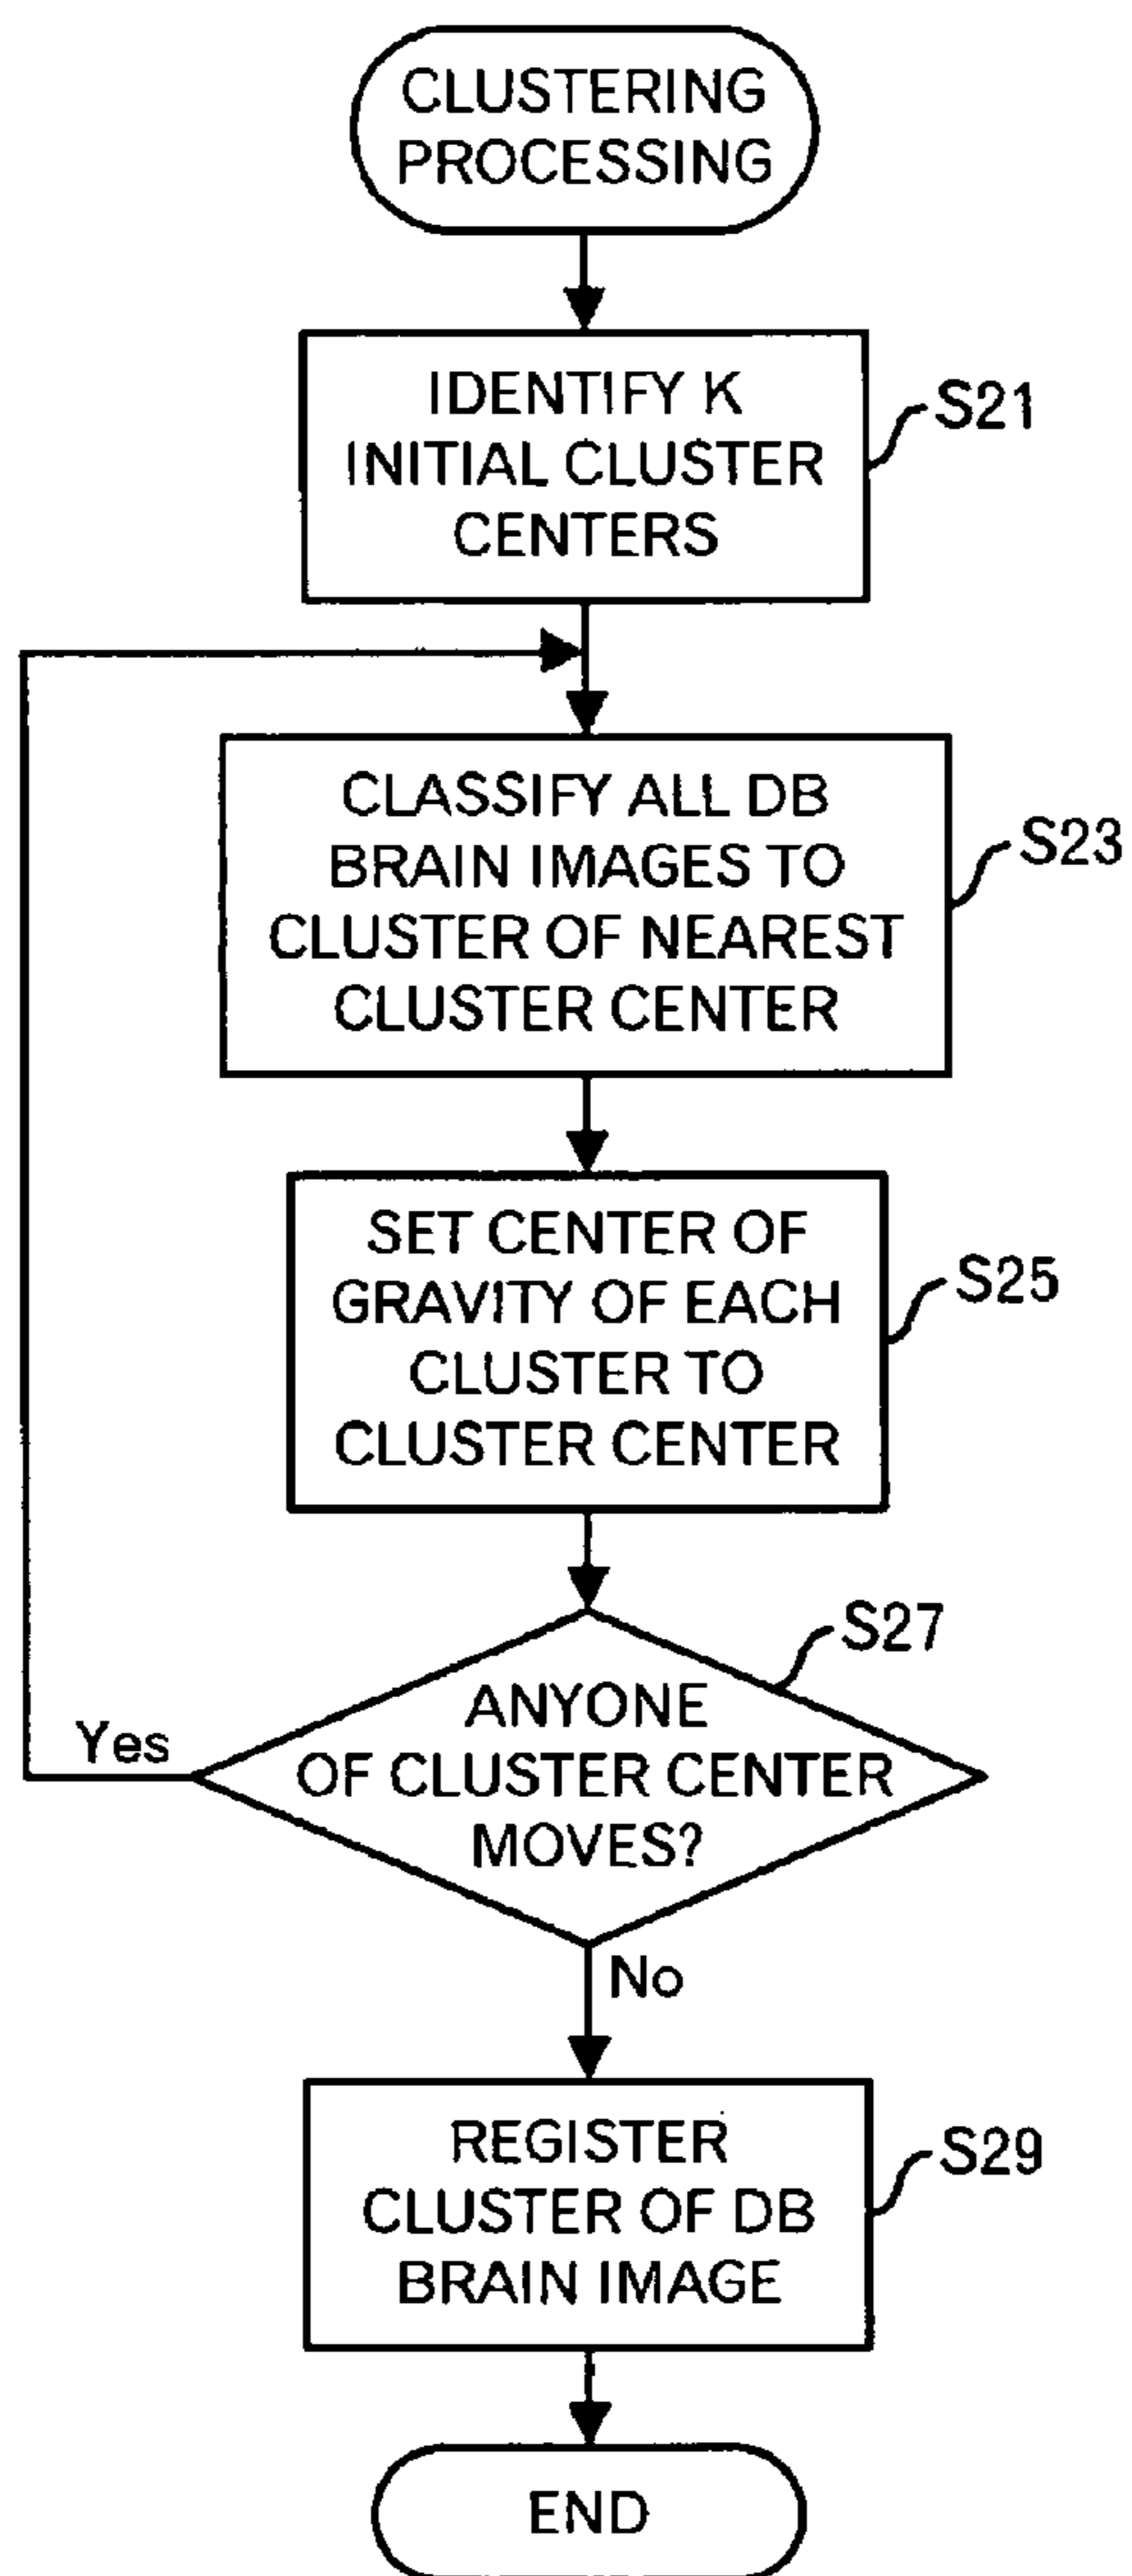 CLUSTERING
PROCESSING
IDENTIFY K
INITIAL CLUSTER
CENTERS
S21
CLASSIFY ALL DB
BRAIN IMAGES TO
CLUSTER OF NEAREST
CLUSTER CENTER
S23
SET CENTER OF
GRAVITY OF EACH
CLUSTER TO
CLUSTER CENTER
S25
S27
ANYONE
OF CLUSTER CENTER
MOVES?
Yes
No
REGISTER
CLUSTER OF DB
BRAIN IMAGE
S29
END